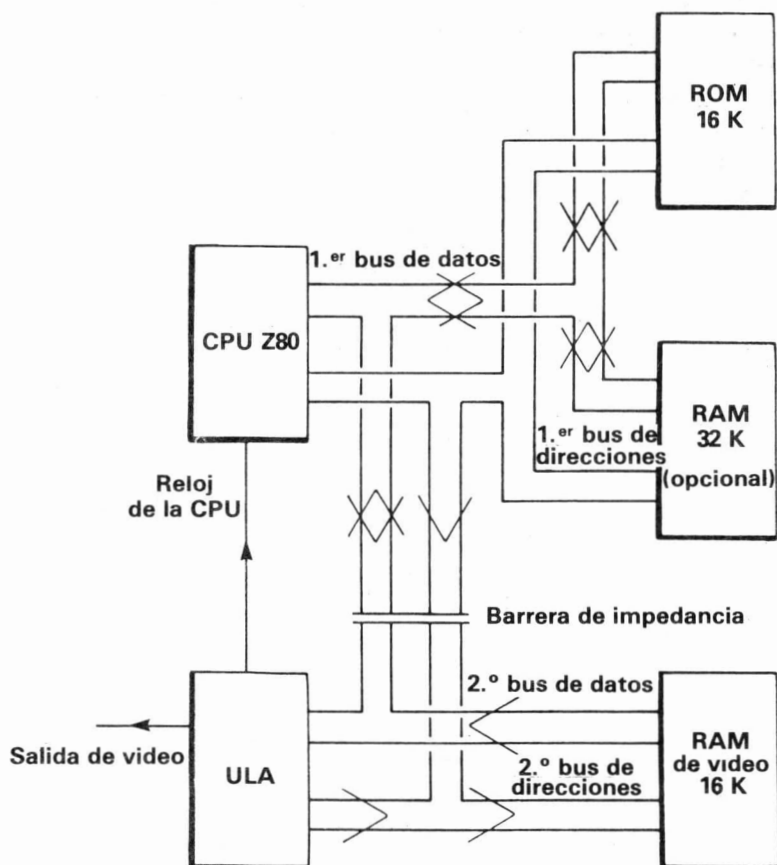 ROM
16 K
1.er bus de datos
CPU Z80
RAM
32 K
(opcional)
1.er bus de
direcciones
Reloj
de la CPU
Barrera de impedancia
2.º bus de datos
Salida de video
ULA
2.º bus de
direcciones
RAM
de video
16 K